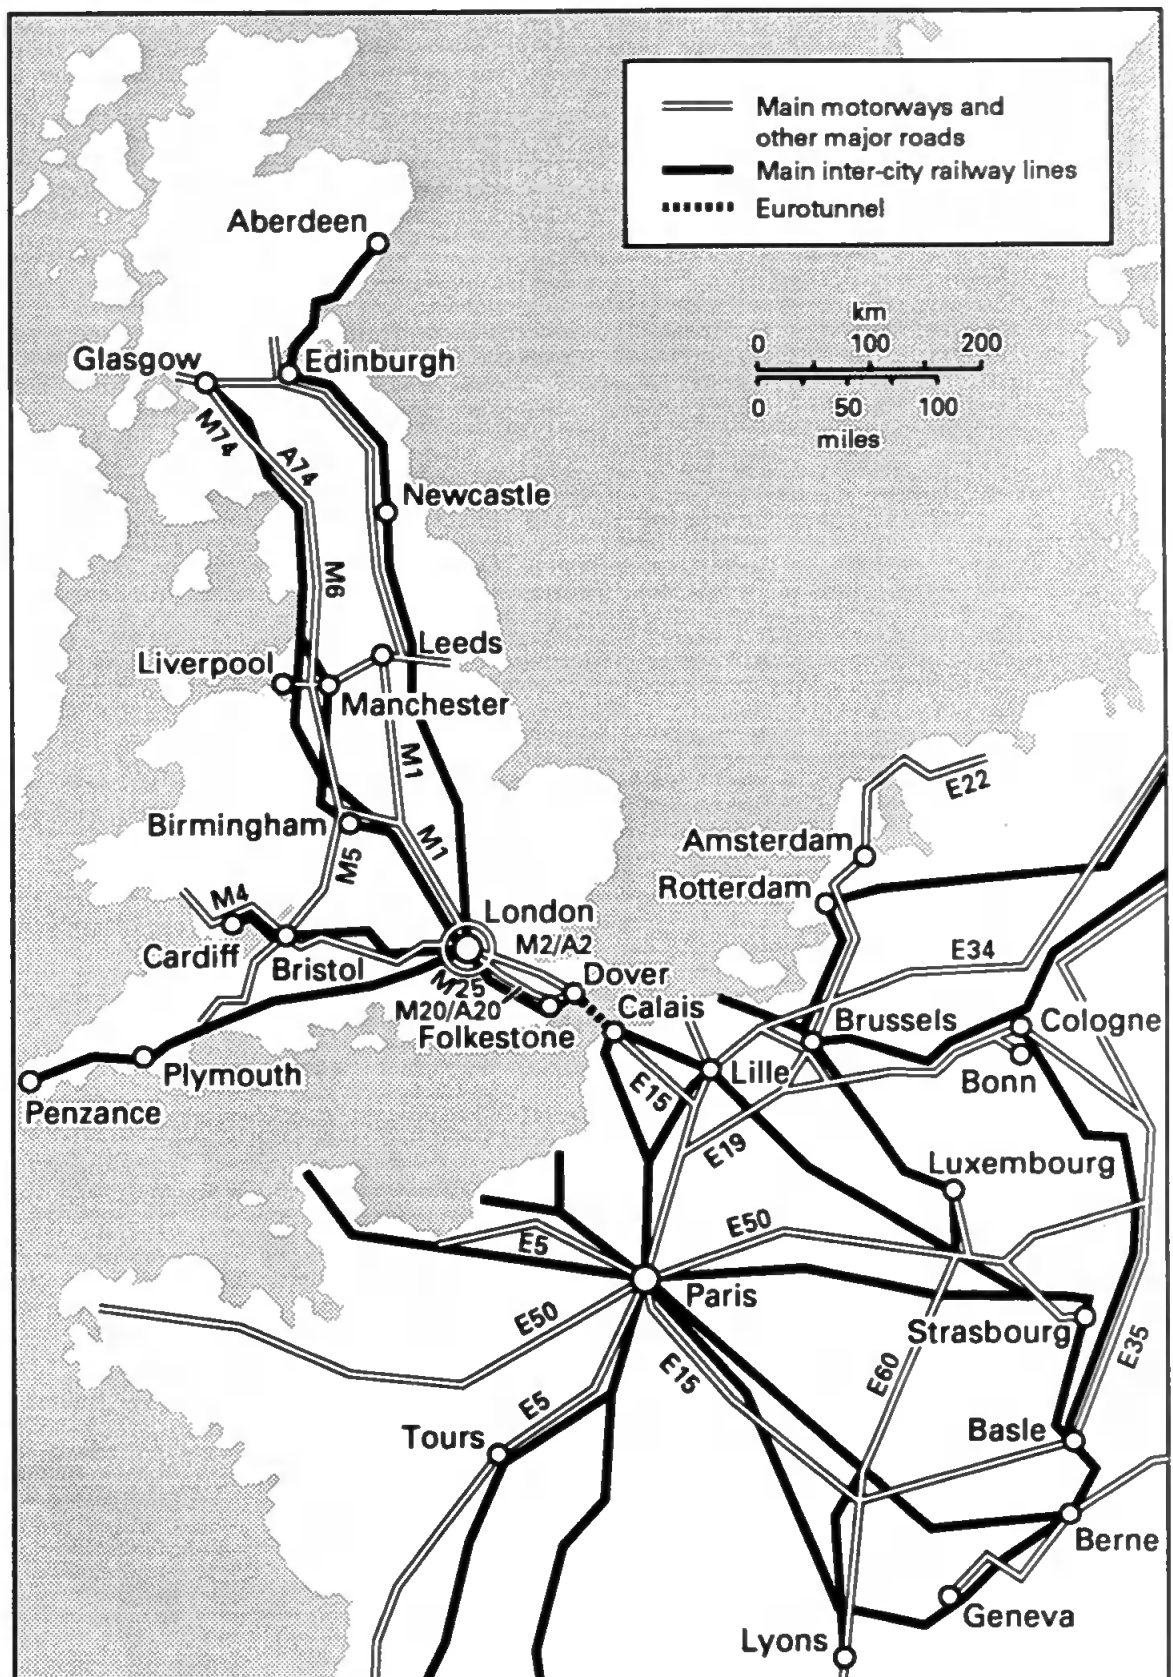 Main motorways and
other major roads
Main inter-city railway lines
Eurotunnel
km
0 100 200
0 50 100
miles
Aberdeen
Glasgow
Edinburgh
M74
A74
Newcastle
M6
Leeds
Liverpool
Manchester
M1
E22
Birmingham
M1
M5
Amsterdam
Rotterdam
M4
London
M2/A2
Cardiff
Bristol
E34
M25
Dover
M20/A20
Calais
Folkestone
Brussels
Cologne
Plymouth
Lille
Bonn
E15
Penzance
E19
Luxembourg
E50
E5
Paris
E50
Strasbourg
E15
E60
E35
E5
Tours
Basle
Berne
Geneva
Lyons